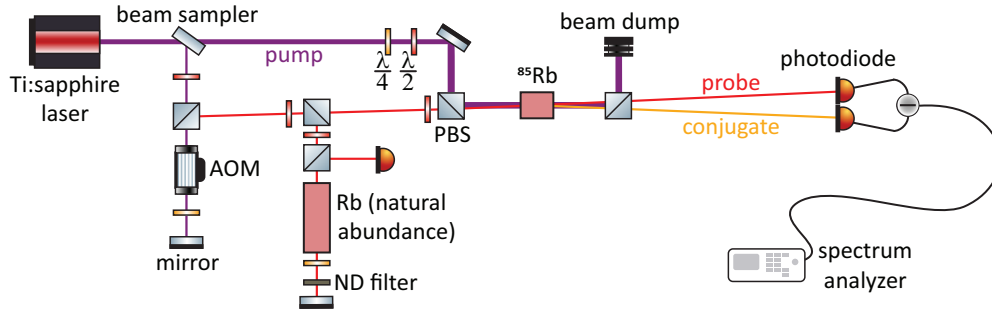 beam sampler
beam dump
pump
λ/4
λ/2
Ti:sapphire
laser
⁸⁵Rb
photodiode
probe
conjugate
PBS
AOM
Rb (natural
abundance)
mirror
ND filter
spectrum
analyzer